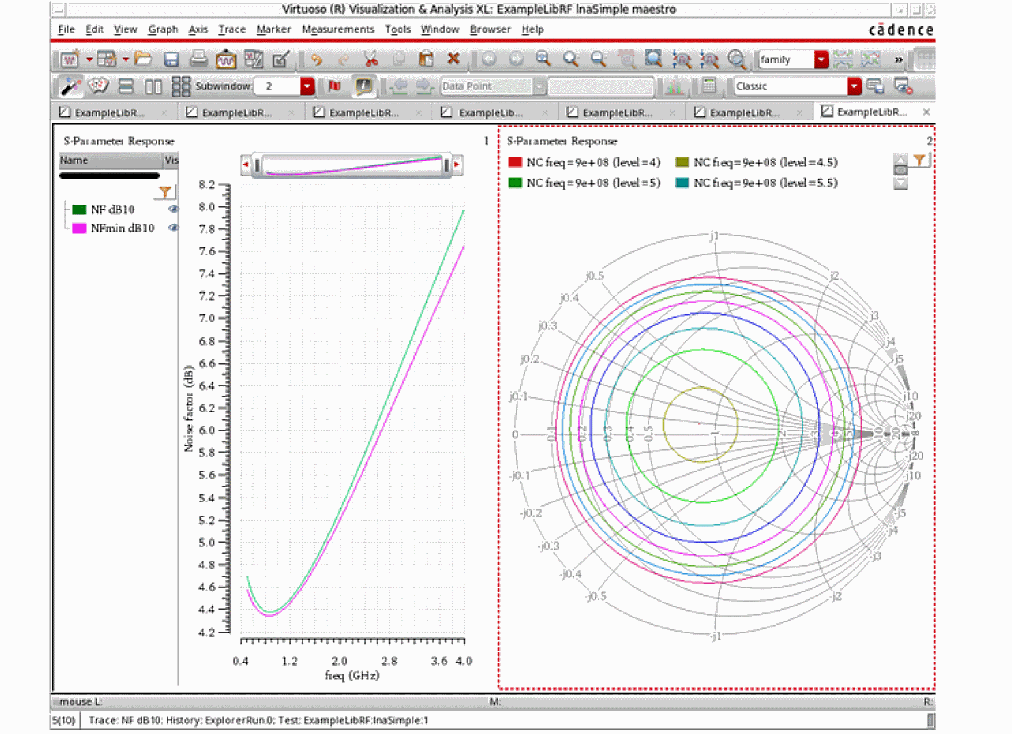 Virtuoso (R) Visualization & Analysis XL: ExampleLibRF lnaSimple maestro
File Edit View Graph Axis Trace Marker Measurements Tools Window Browser Help
cādence
family
»
Subwindow: 2
Data Point
Classic
ExampleLibR...
ExampleLibR...
ExampleLibR...
ExampleLib...
ExampleLibR...
ExampleLibR...
ExampleLibR...
S-Parameter Response
1
Name
Vis
NF dB10
NFmin dB10
8.2
8.0
7.8
7.6
7.4
7.2
7.0
6.8
6.6
6.4
6.2
6.0
5.8
5.6
5.4
5.2
5.0
4.8
4.6
4.4
4.2
Noise factor (dB)
0.4 1.2 2.0 2.8 3.6 4.0
freq (GHz)
S-Parameter Response
2
NC freq=9e+08 (level=4) NC freq=9e+08 (level=4.5)
NC freq=9e+08 (level=5) NC freq=9e+08 (level=5.5)
j1
j0.5 j2
j0.4
j3
j0.3
j4
j0.2 j5
j0.1 j10
j20
0 0.1 0.2 0.3 0.4 0.5 1 2 3 4 5 10 20
-j20
-j0.1 -j10
-j0.2 -j5
-j4
-j0.3 -j3
-j0.4
-j0.5 -j2
-j1
mouse L: M: R:
5(10) Trace: NF dB10; History: ExplorerRun.0; Test: ExampleLibRF:lnaSimple:1